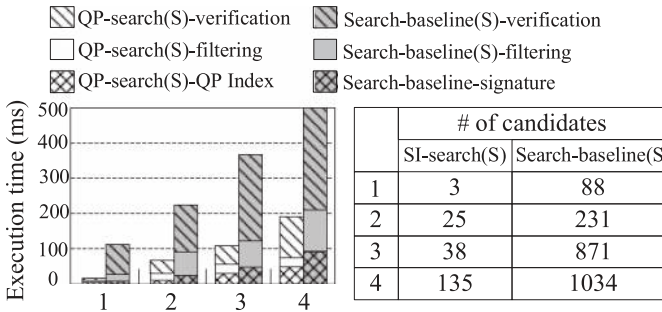 QP-search(S)-verification
Search-baseline(S)-verification
QP-search(S)-filtering
Search-baseline(S)-filtering
QP-search(S)-QP Index
Search-baseline-signature
Execution time (ms)
500
400
300
200
100
0
1 2 3 4
# of candidates
SI-search(S) Search-baseline(S)
1 3 88
2 25 231
3 38 871
4 135 1034